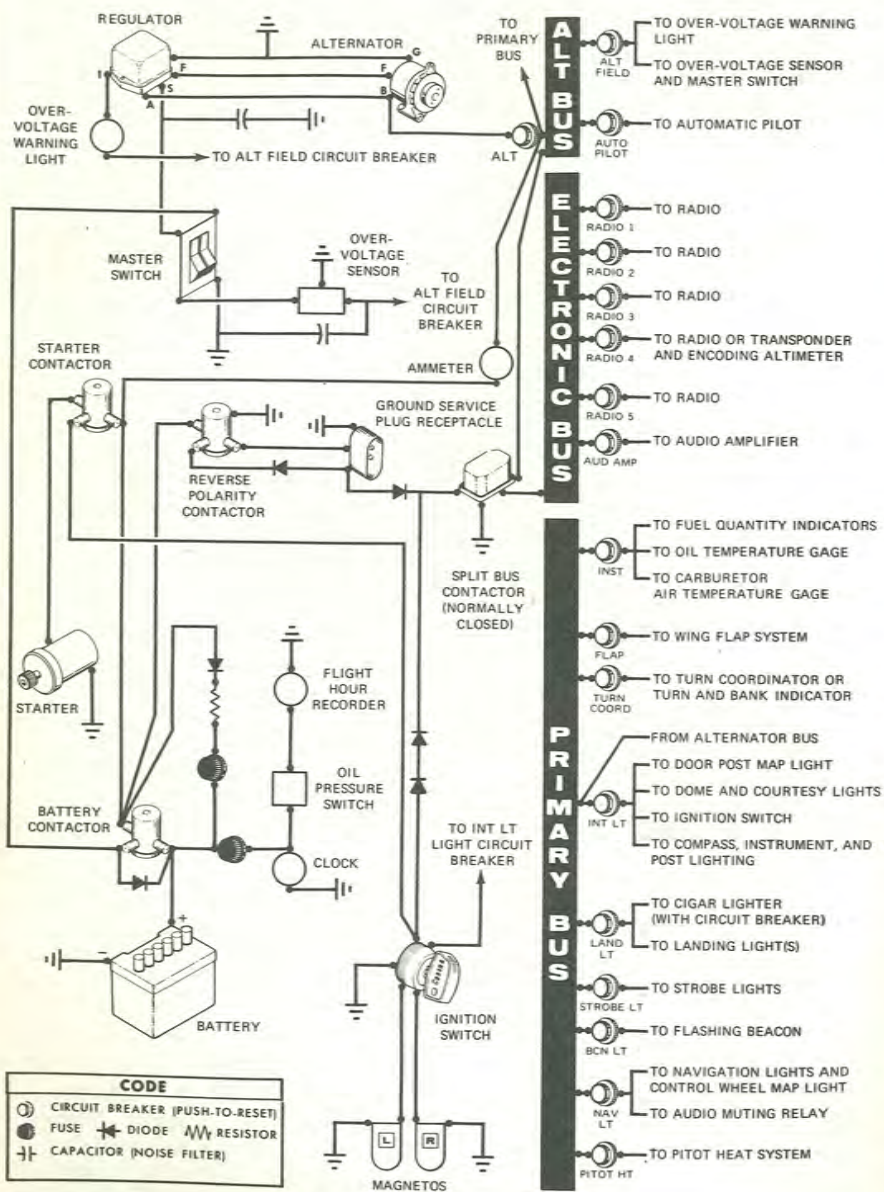 REGULATOR
ALTERNATOR
G
F
F
I
S
A
B
OVER-
VOLTAGE
WARNING
LIGHT
TO ALT FIELD CIRCUIT BREAKER
TO
PRIMARY
BUS
ALT
ALT BUS
ALT
FIELD
TO OVER-VOLTAGE WARNING
LIGHT
TO OVER-VOLTAGE SENSOR
AND MASTER SWITCH
AUTO
PILOT
TO AUTOMATIC PILOT
MASTER
SWITCH
OVER-
VOLTAGE
SENSOR
TO
ALT FIELD
CIRCUIT
BREAKER
STARTER
CONTACTOR
AMMETER
GROUND SERVICE
PLUG RECEPTACLE
REVERSE
POLARITY
CONTACTOR
ELECTRONIC BUS
RADIO 1
TO RADIO
RADIO 2
TO RADIO
RADIO 3
TO RADIO
RADIO 4
TO RADIO OR TRANSPONDER
AND ENCODING ALTIMETER
RADIO 5
TO RADIO
AUD AMP
TO AUDIO AMPLIFIER
SPLIT BUS
CONTACTOR
(NORMALLY
CLOSED)
STARTER
FLIGHT
HOUR
RECORDER
OIL
PRESSURE
SWITCH
BATTERY
CONTACTOR
CLOCK
TO INT LT
LIGHT CIRCUIT
BREAKER
+
−
BATTERY
IGNITION
SWITCH
L
R
MAGNETOS
PRIMARY BUS
INST
TO FUEL QUANTITY INDICATORS
TO OIL TEMPERATURE GAGE
TO CARBURETOR
AIR TEMPERATURE GAGE
FLAP
TO WING FLAP SYSTEM
TURN
COORD
TO TURN COORDINATOR OR
TURN AND BANK INDICATOR
FROM ALTERNATOR BUS
INT LT
TO DOOR POST MAP LIGHT
TO DOME AND COURTESY LIGHTS
TO IGNITION SWITCH
TO COMPASS, INSTRUMENT, AND
POST LIGHTING
LAND
LT
TO CIGAR LIGHTER
(WITH CIRCUIT BREAKER)
TO LANDING LIGHT(S)
STROBE LT
TO STROBE LIGHTS
BCN LT
TO FLASHING BEACON
NAV
LT
TO NAVIGATION LIGHTS AND
CONTROL WHEEL MAP LIGHT
TO AUDIO MUTING RELAY
PITOT HT
TO PITOT HEAT SYSTEM
CODE
CIRCUIT BREAKER (PUSH-TO-RESET)
FUSE DIODE RESISTOR
CAPACITOR (NOISE FILTER)